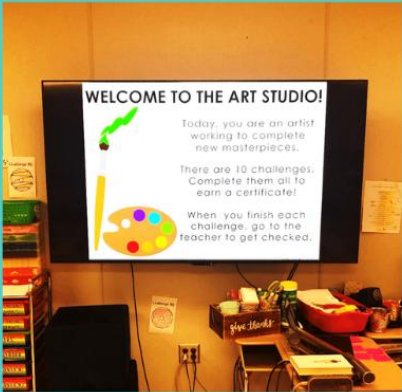 WELCOME TO THE ART STUDIO!
Today, you are an artist
working to complete
new masterpieces.
There are 10 challenges.
Complete them all to
earn a certificate!
When you finish each
challenge, go to the
teacher to get checked.
give thanks